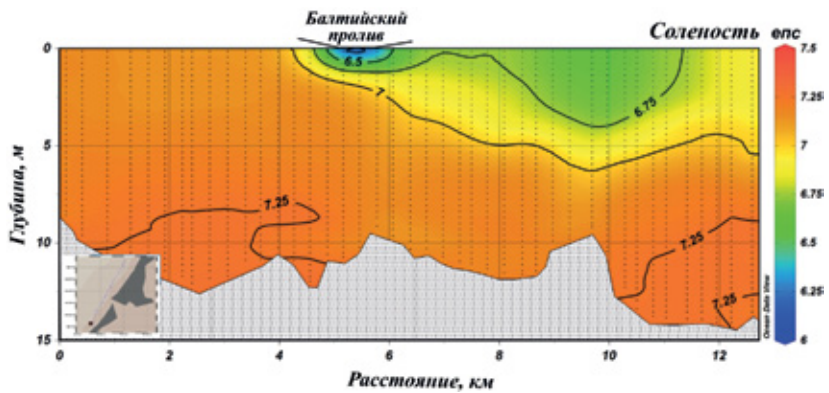 Балтийский
пролив
Соленость епс
Глубина, м
0
5
10
15
0 2 4 6 8 10 12
Расстояние, км
6.5
7
6.75
7.25
7.25
7.25
7.5
7.25
7
6.75
6.5
6.25
6
Ocean Data View